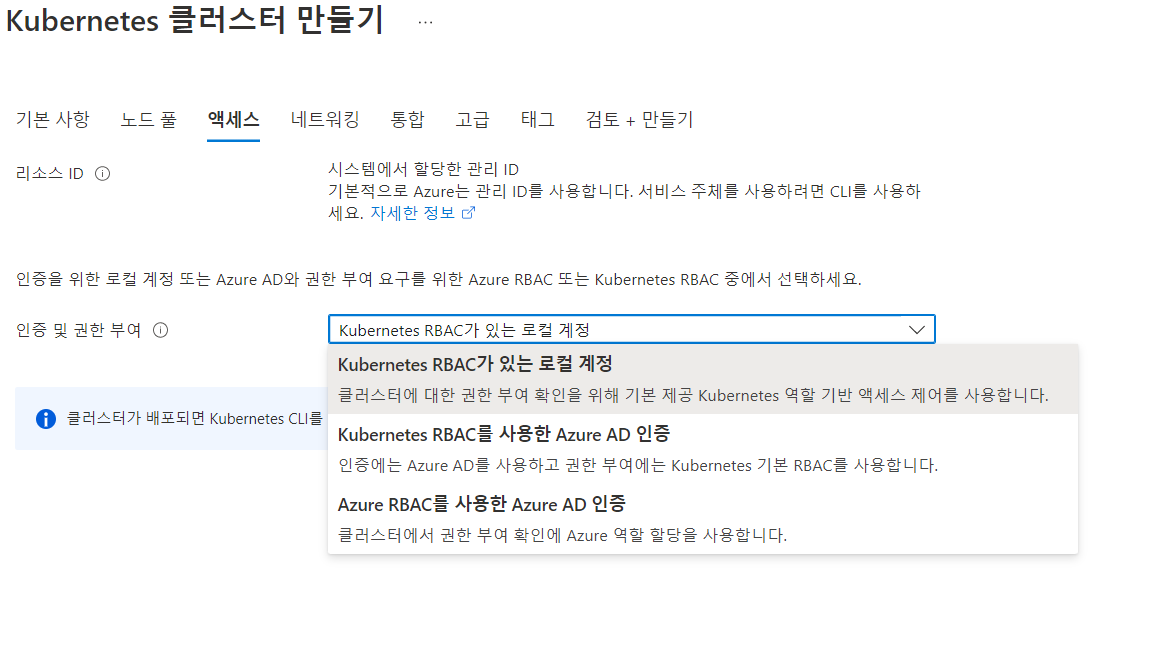 Kubernetes 클러스터 만들기 ...
기본 사항 노드 풀 액세스 네트워킹 통합 고급 태그 검토 + 만들기
리소스 ID
시스템에서 할당한 관리 ID
기본적으로 Azure는 관리 ID를 사용합니다. 서비스 주체를 사용하려면 CLI를 사용하
세요. 자세한 정보
인증을 위한 로컬 계정 또는 Azure AD와 권한 부여 요구를 위한 Azure RBAC 또는 Kubernetes RBAC 중에서 선택하세요.
인증 및 권한 부여
Kubernetes RBAC가 있는 로컬 계정
Kubernetes RBAC가 있는 로컬 계정
클러스터에 대한 권한 부여 확인을 위해 기본 제공 Kubernetes 역할 기반 액세스 제어를 사용합니다.
클러스터가 배포되면 Kubernetes CLI를
Kubernetes RBAC를 사용한 Azure AD 인증
인증에는 Azure AD를 사용하고 권한 부여에는 Kubernetes 기본 RBAC를 사용합니다.
Azure RBAC를 사용한 Azure AD 인증
클러스터에서 권한 부여 확인에 Azure 역할 할당을 사용합니다.